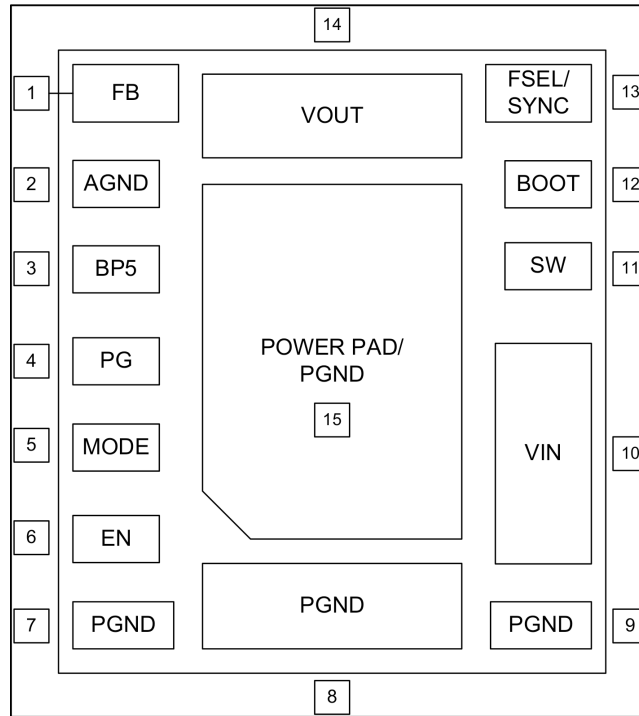 14
1
FB
VOUT
FSEL/
SYNC
13
2
AGND
BOOT
12
3
BP5
SW
11
4
PG
POWER PAD/
PGND
15
5
MODE
VIN
10
6
EN
7
PGND
PGND
PGND
9
8